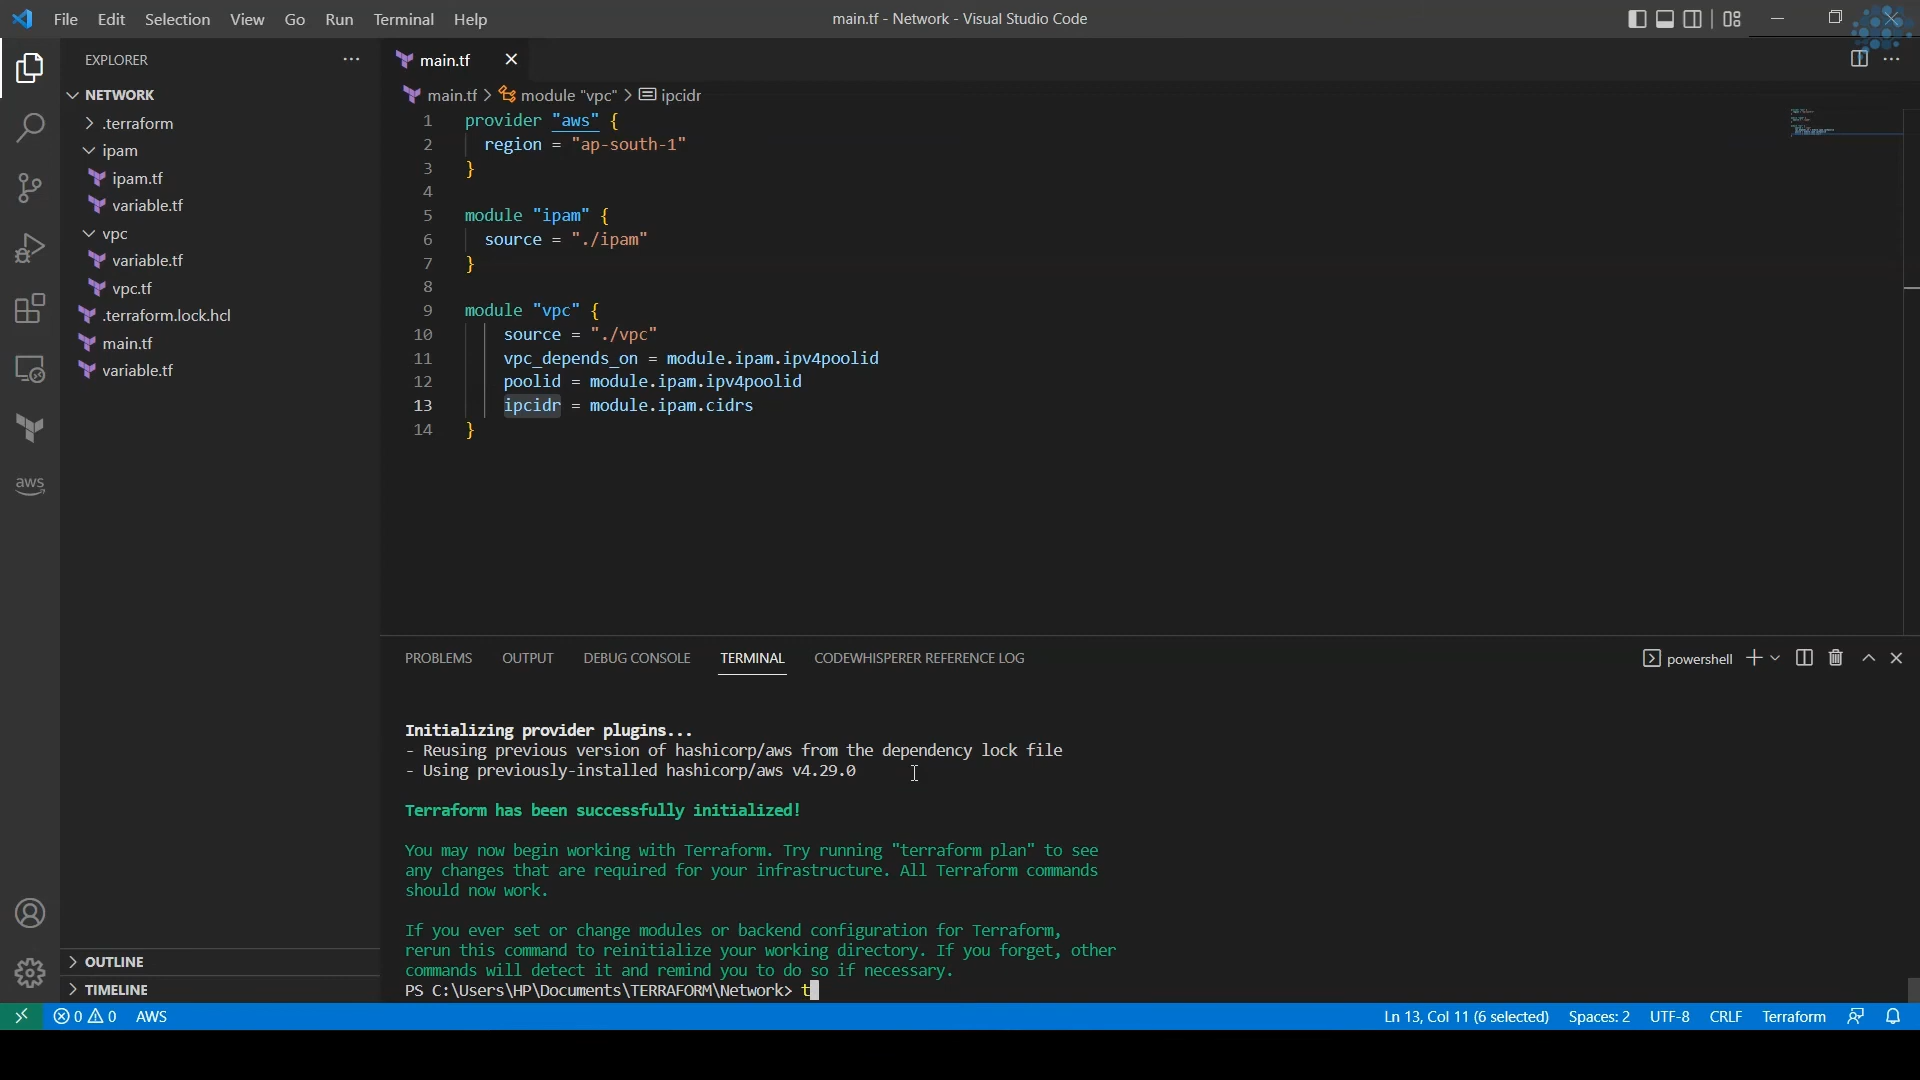 File Edit Selection View Go Run Terminal Help
main.tf - Network - Visual Studio Code
EXPLORER
NETWORK
.terraform
ipam
ipam.tf
variable.tf
vpc
variable.tf
vpc.tf
.terraform.lock.hcl
main.tf
variable.tf
OUTLINE
TIMELINE
aws
main.tf
main.tf > module "vpc" > ipcidr
1 provider "aws" {
2 region = "ap-south-1"
3 }
4
5 module "ipam" {
6 source = "./ipam"
7 }
8
9 module "vpc" {
10 source = "./vpc"
11 vpc_depends_on = module.ipam.ipv4poolid
12 poolid = module.ipam.ipv4poolid
13 ipcidr = module.ipam.cidrs
14 }
PROBLEMS OUTPUT DEBUG CONSOLE TERMINAL CODEWHISPERER REFERENCE LOG
powershell
Initializing provider plugins...
- Reusing previous version of hashicorp/aws from the dependency lock file
- Using previously-installed hashicorp/aws v4.29.0
Terraform has been successfully initialized!
You may now begin working with Terraform. Try running "terraform plan" to see
any changes that are required for your infrastructure. All Terraform commands
should now work.
If you ever set or change modules or backend configuration for Terraform,
rerun this command to reinitialize your working directory. If you forget, other
commands will detect it and remind you to do so if necessary.
PS C:\Users\HP\Documents\TERRAFORM\Network> t
0 0 AWS
Ln 13, Col 11 (6 selected) Spaces: 2 UTF-8 CRLF Terraform